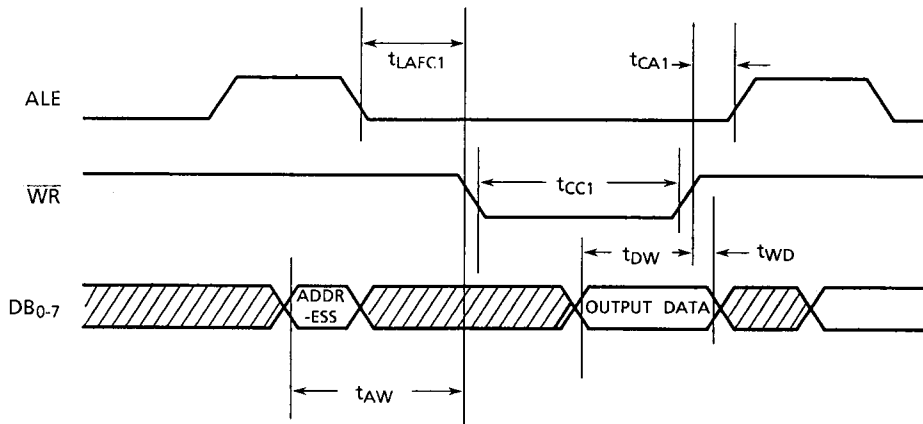 tLAFC1
tCA1
ALE
tCC1
WR
tDW
tWD
DB0-7
ADDR
-ESS
OUTPUT DATA
tAW